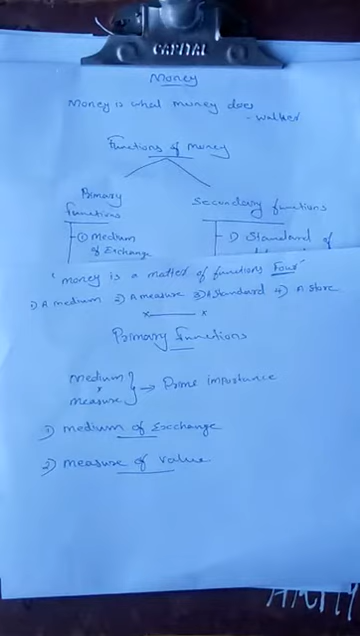 CAPITAL
Money
Money is what money does
- Walker
Functions of money
Primary functions
Secondary functions
① Medium of Exchange
1) Standard of
"money is a matter of functions Four"
1) A medium 2) A measure 3) A standard 4) A store
x x
Primary Functions
medium
x
measure
} → Prime importance
1) medium of Exchange
2) measure of value